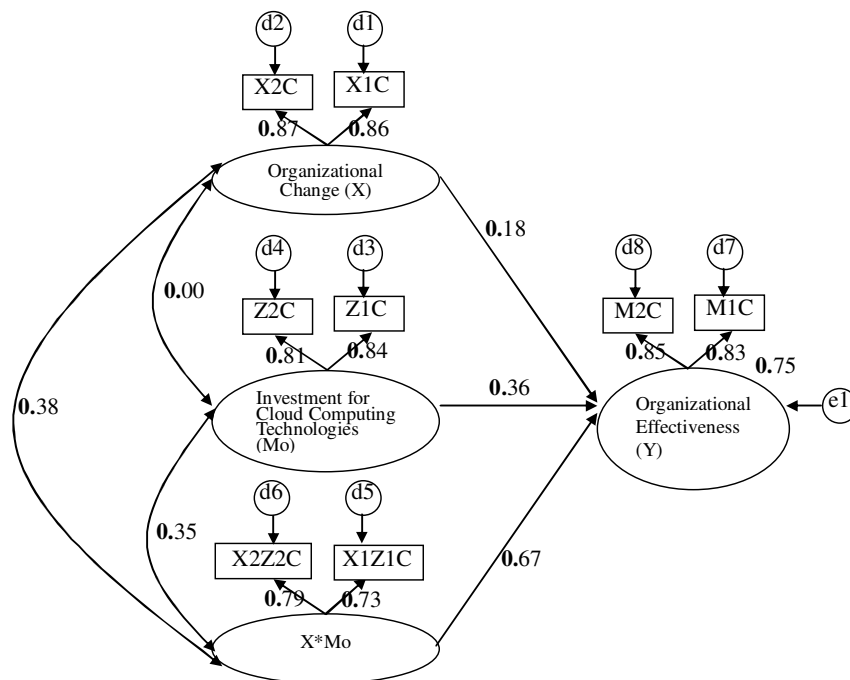 d2
d1
X2C
X1C
0.87
0.86
Organizational
Change (X)
0.18
d4
d3
d8
d7
0.00
Z2C
Z1C
M2C
M1C
0.81
0.84
0.85
0.83
0.75
0.38
Investment for
Cloud Computing
Technologies
(Mo)
0.36
Organizational
Effectiveness
(Y)
e1
d6
d5
0.35
X2Z2C
X1Z1C
0.67
0.79
0.73
X*Mo